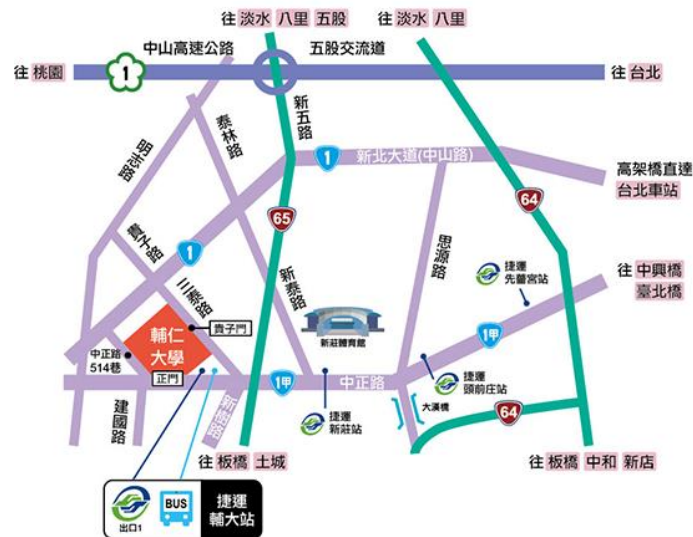 往 淡水 八里 五股
往 淡水 八里
中山高速公路
五股交流道
往 桃園
1
往 台北
新五路
泰林路
明志路
1
新北大道(中山路)
高架橋直達
台北車站
64
65
貴子路
1
思源路
捷運
先嗇宮站
往 中興橋
臺北橋
三泰路
新泰路
新莊體育館
輔仁
大學
貴子門
中正路
514巷
正門
1甲
捷運
頭前庄站
1甲
中正路
大漢橋
建國路
新樹路
捷運
新莊站
64
往 板橋 土城
往 板橋 中和 新店
出口1
BUS
捷運
輔大站